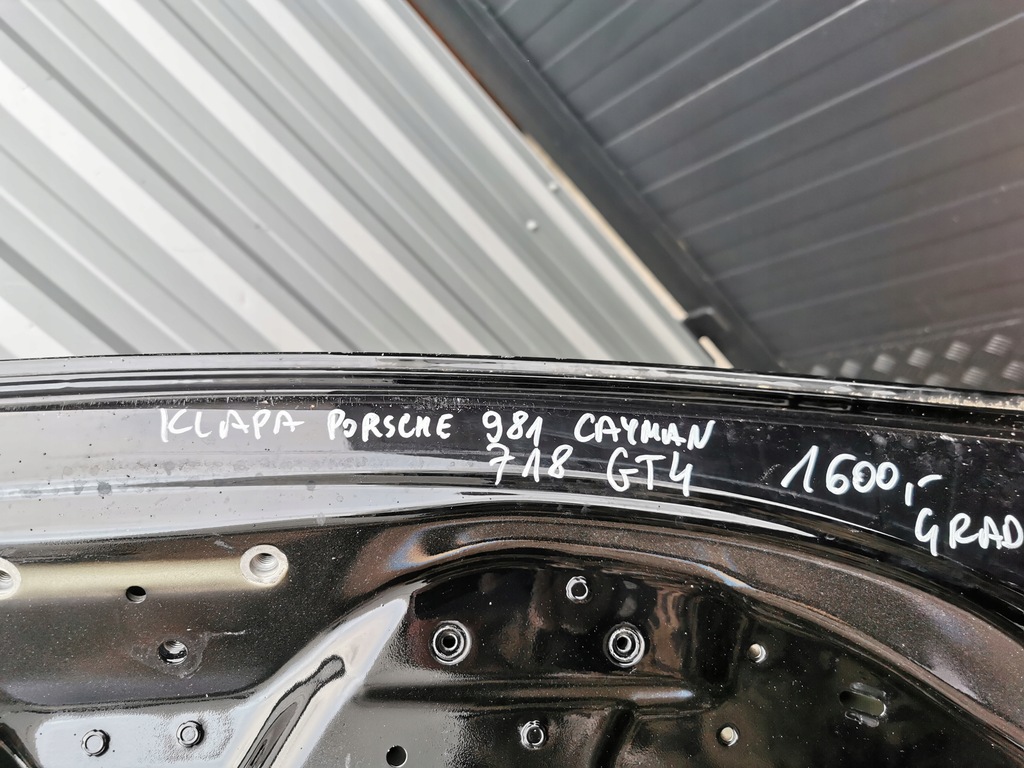 KLAPA PORSCHE 981 CAYMAN
718 GT4
1600,-
GRAD